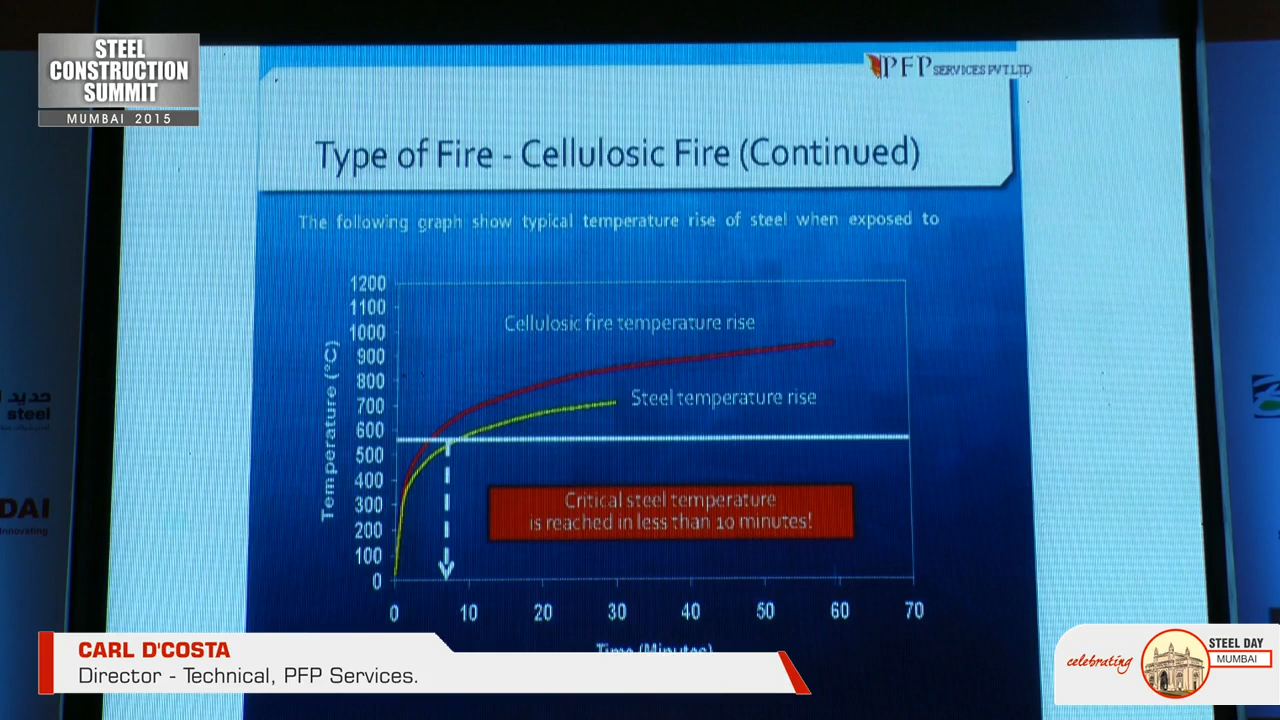 STEEL
CONSTRUCTION
SUMMIT
MUMBAI 2015
PFP SERVICES PVT LTD
Type of Fire - Cellulosic Fire (Continued)
The following graph show typical temperature rise of steel when exposed to
1200
1100
1000
900
800
700
600
500
400
300
200
100
0
Temperature (°C)
Cellulosic fire temperature rise
Steel temperature rise
Critical steel temperature
is reached in less than 10 minutes!
0 10 20 30 40 50 60 70
Time (Minutes)
حديد
steel
DAI
Innovating
CARL D'COSTA
Director - Technical, PFP Services.
celebrating
STEEL DAY
MUMBAI